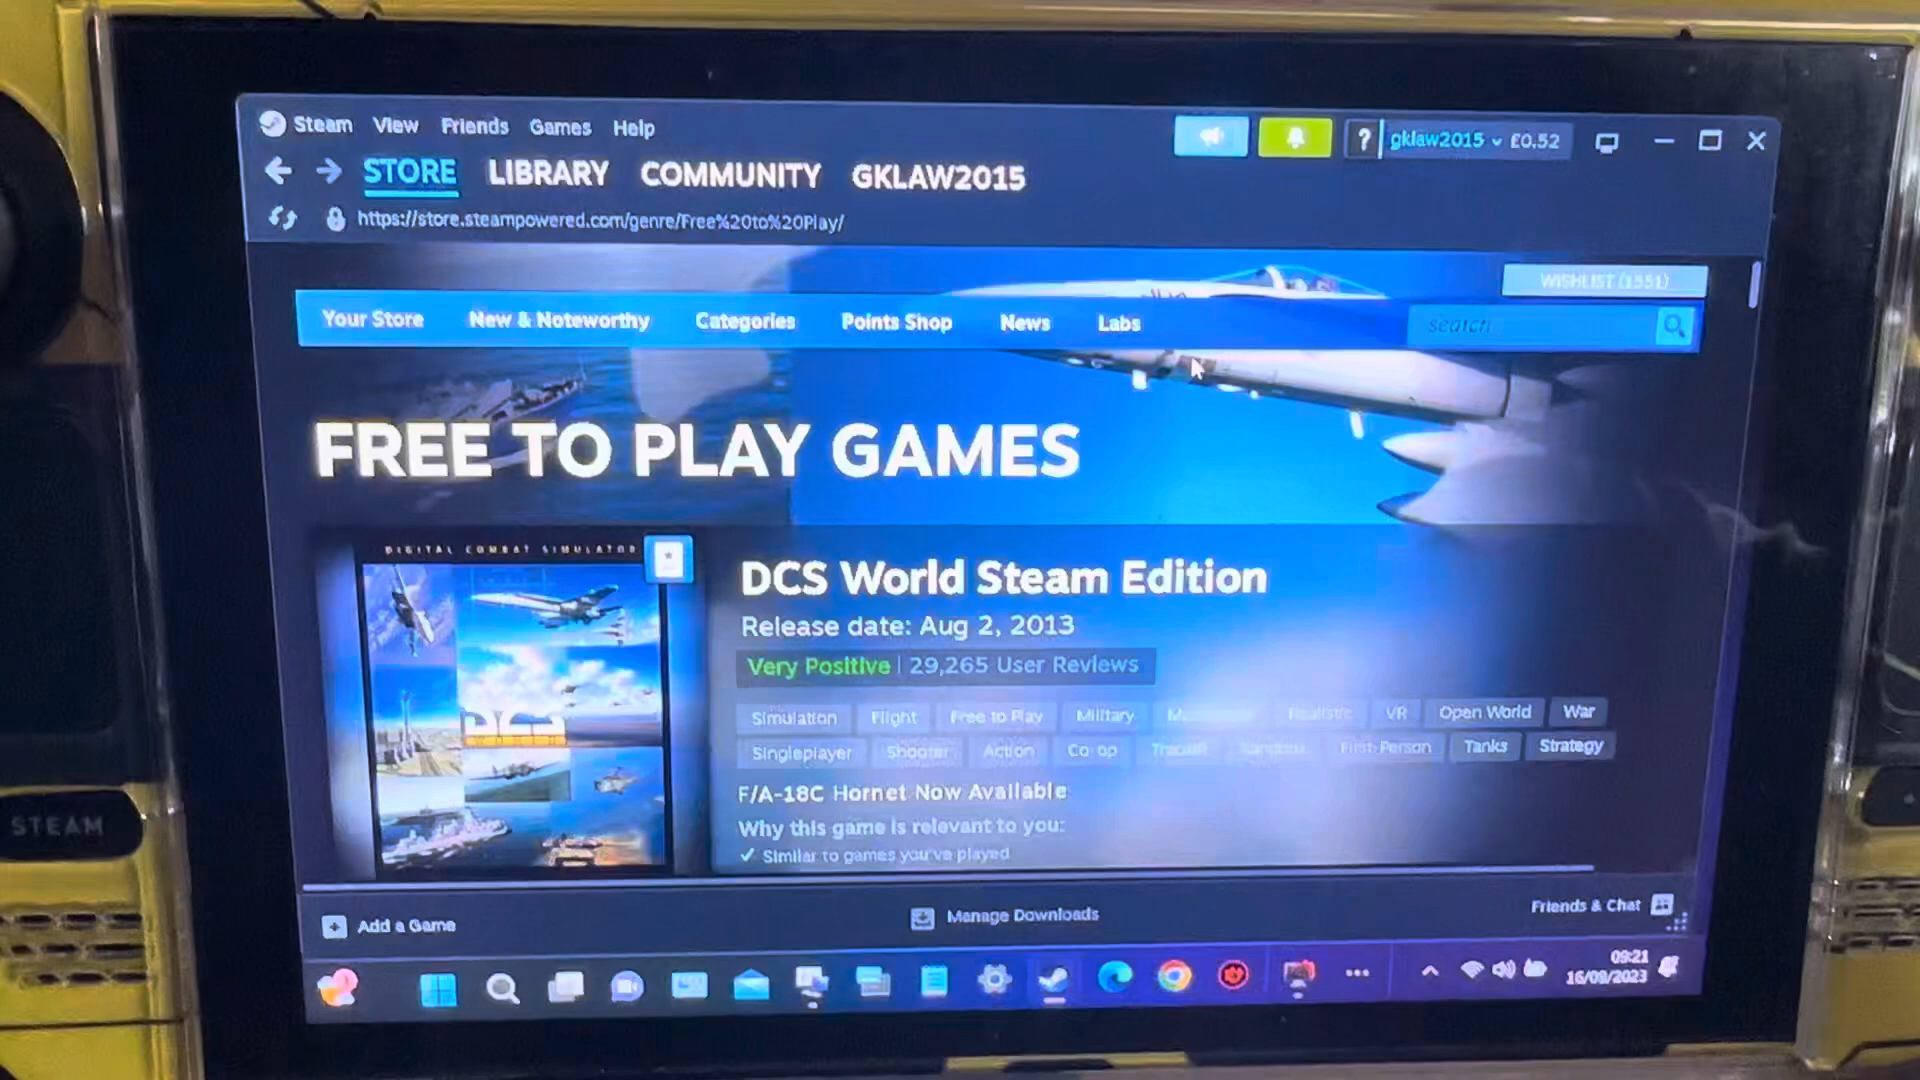 Steam View Friends Games Help
? gklaw2015 £0.52
STORE LIBRARY COMMUNITY GKLAW2015
https://store.steampowered.com/genre/Free%20to%20Play/
WISHLIST (1551)
Your Store New & Noteworthy Categories Points Shop News Labs search
FREE TO PLAY GAMES
DIGITAL COMBAT SIMULATOR
DCS
DCS World Steam Edition
Release date: Aug 2, 2013
Very Positive | 29,265 User Reviews
Simulation Flight Free to Play Military Realistic VR Open World War
Singleplayer Shooter Action Co-op First-Person Tanks Strategy
F/A-18C Hornet Now Available
Why this game is relevant to you:
✓ Similar to games you've played
STEAM
Add a Game Manage Downloads Friends & Chat
09:21
16/09/2023